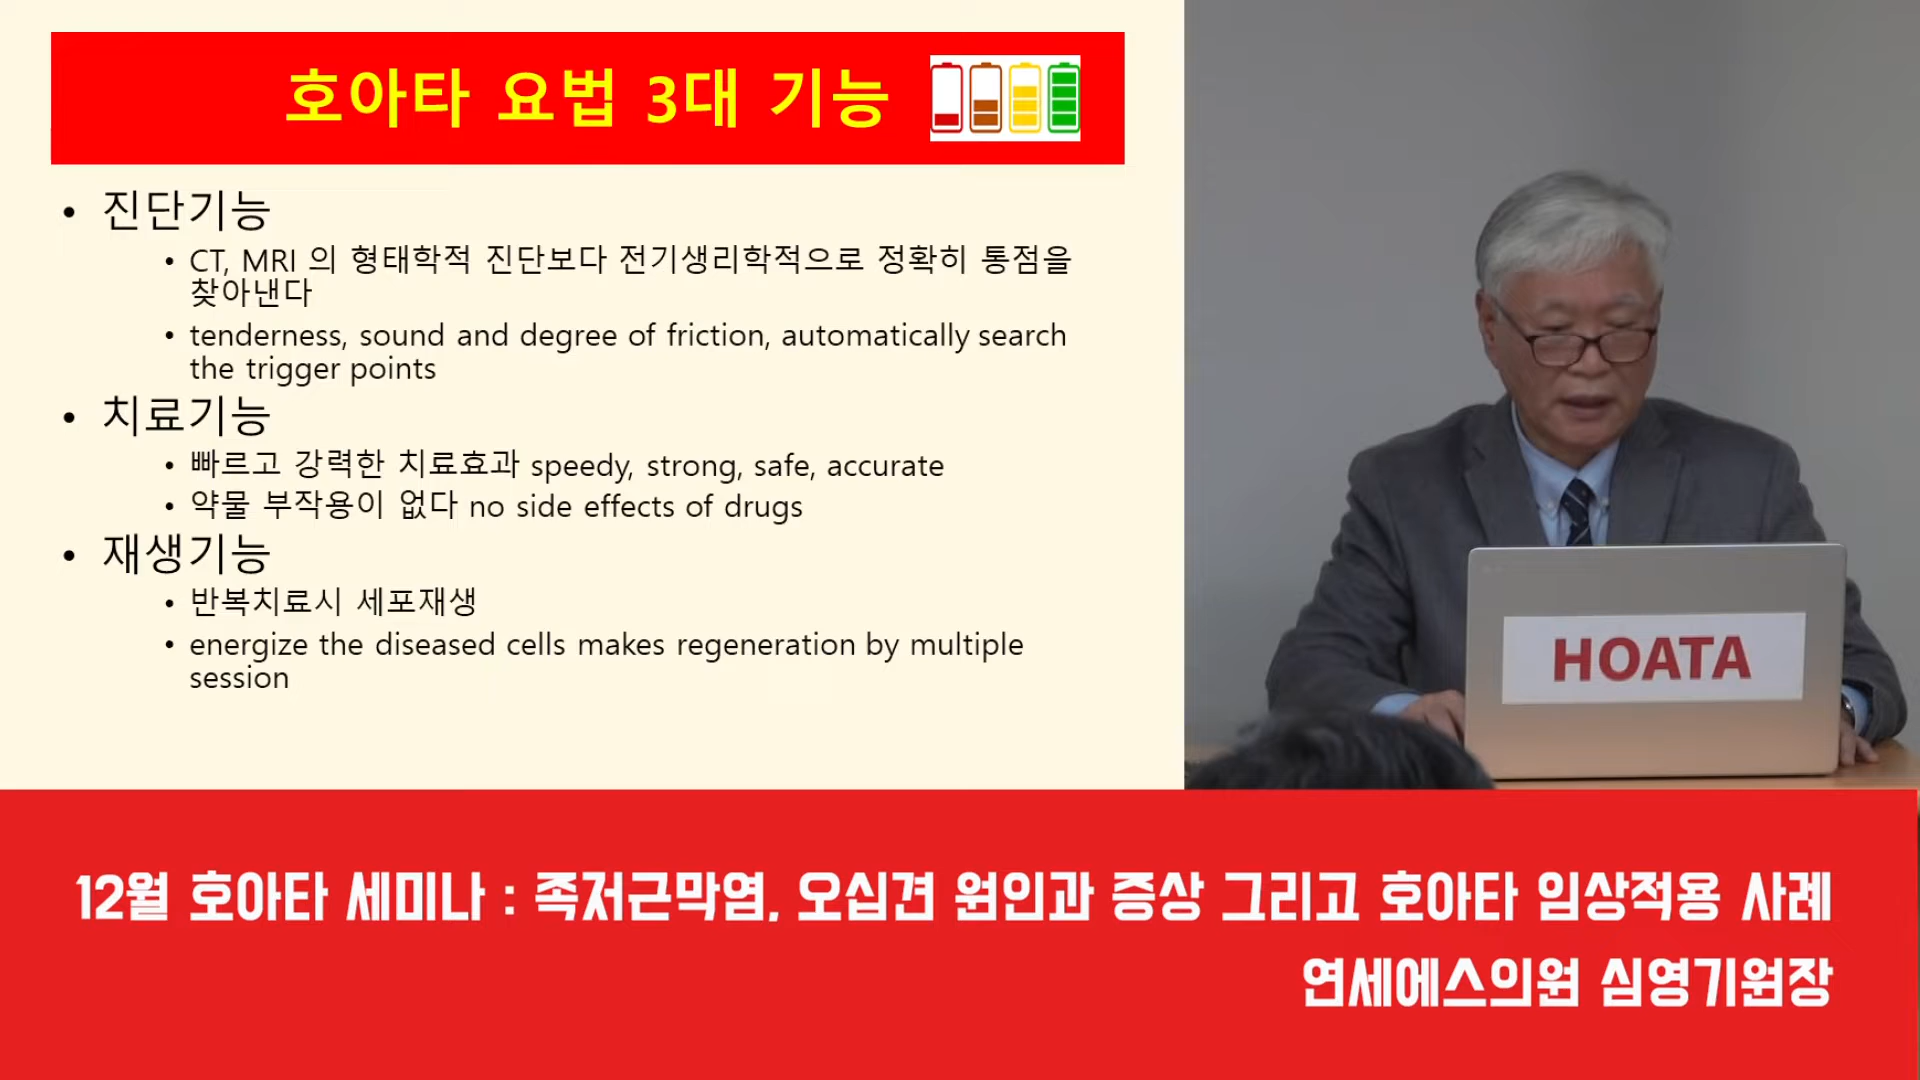 호아타 요법 3대 기능
• 진단기능
• CT, MRI 의 형태학적 진단보다 전기생리학적으로 정확히 통점을
찾아낸다
• tenderness, sound and degree of friction, automatically search
the trigger points
• 치료기능
• 빠르고 강력한 치료효과 speedy, strong, safe, accurate
• 약물 부작용이 없다 no side effects of drugs
• 재생기능
• 반복치료시 세포재생
• energize the diseased cells makes regeneration by multiple
session
HOATA
12월 호아타 세미나 : 족저근막염, 오십견 원인과 증상 그리고 호아타 임상적용 사례
연세에스의원 심영기원장